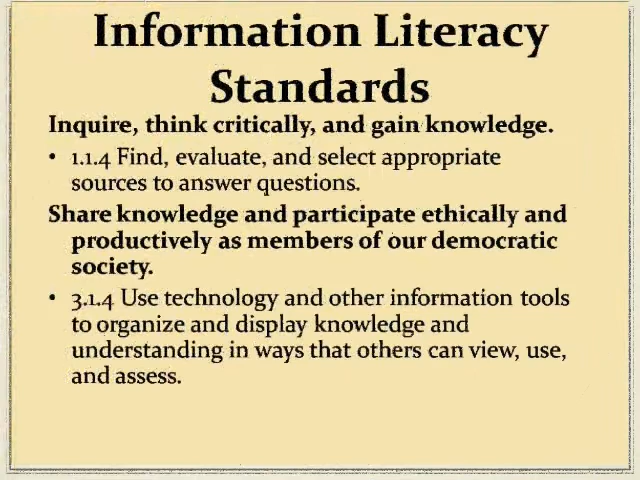 Information Literacy
Standards
Inquire, think critically, and gain knowledge.
• 1.1.4 Find, evaluate, and select appropriate
sources to answer questions.
Share knowledge and participate ethically and
productively as members of our democratic
society.
• 3.1.4 Use technology and other information tools
to organize and display knowledge and
understanding in ways that others can view, use,
and assess.